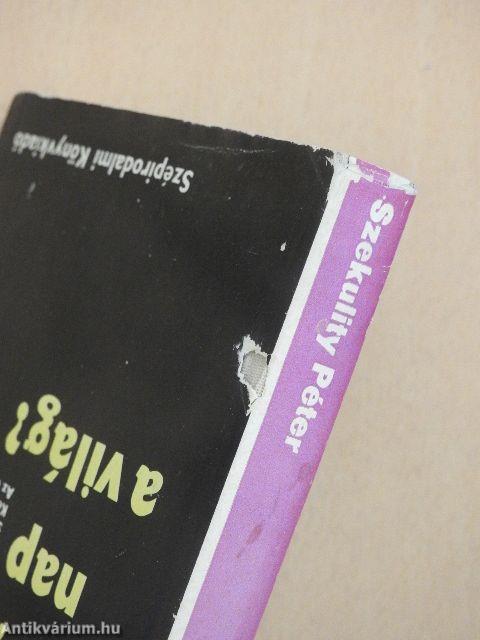 Szekulity Péter
nap
a világ?
Szépirodalmi Könyvkiadó
Antikvárium.hu